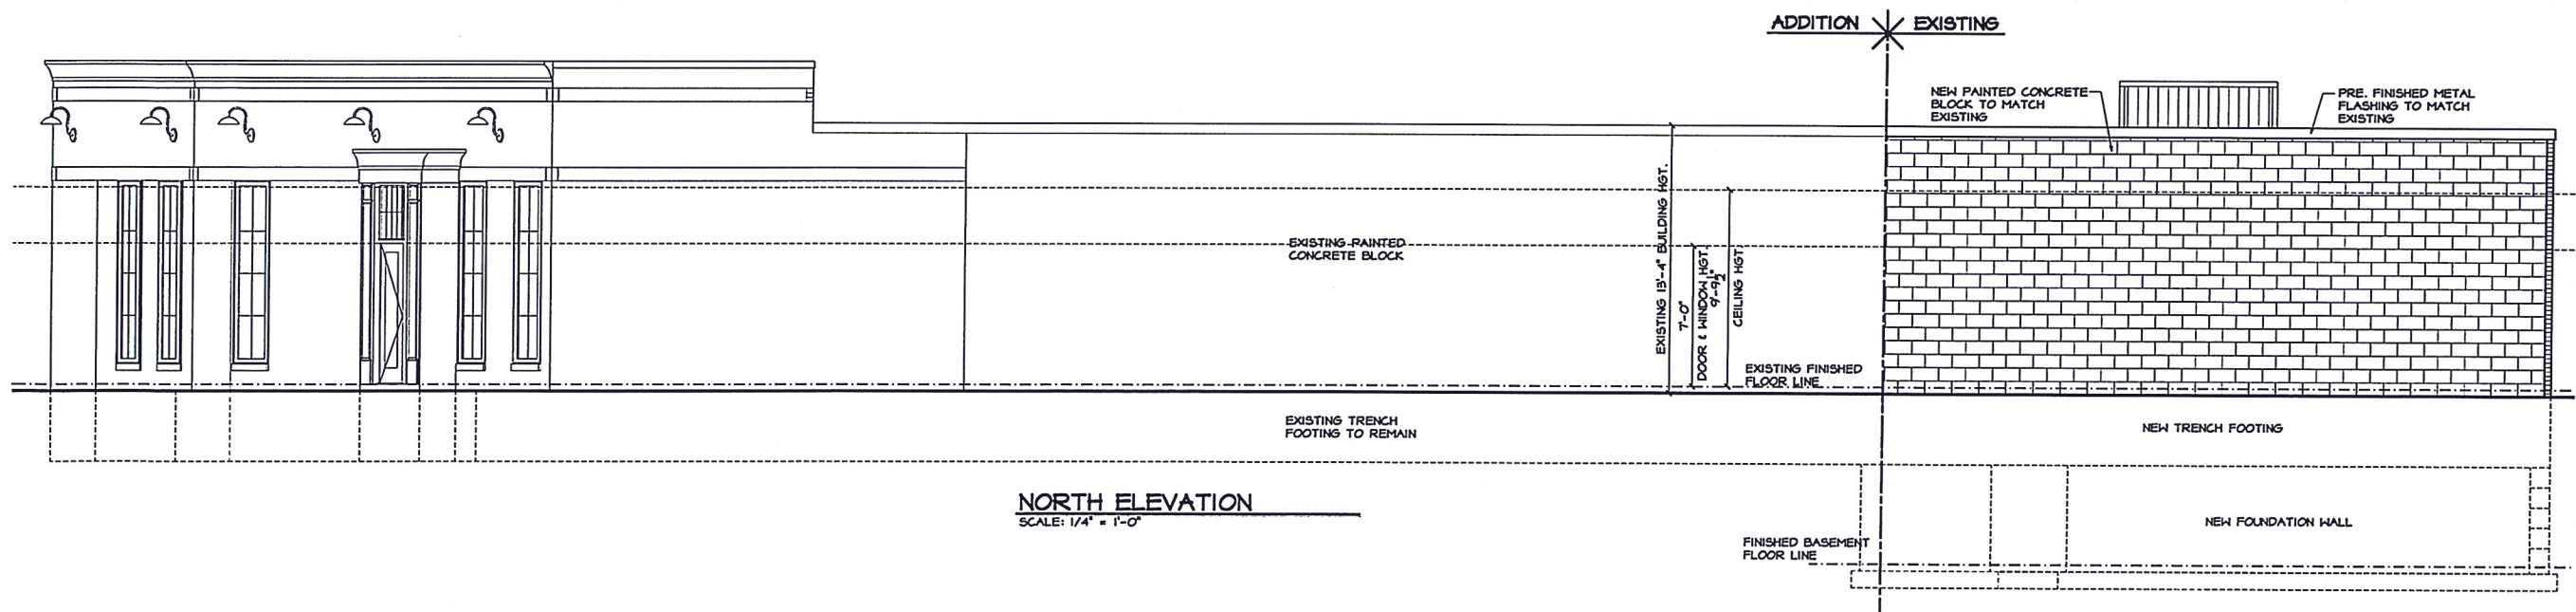 ADDITION EXISTING
NEW PAINTED CONCRETE
BLOCK TO MATCH
EXISTING
PRE. FINISHED METAL
FLASHING TO MATCH
EXISTING
EXISTING PAINTED
CONCRETE BLOCK
EXISTING 13'-4" BUILDING HGT.
7'-0"
DOOR & WINDOW HGT.
9'-9 1/2"
CEILING HGT
EXISTING FINISHED
FLOOR LINE
EXISTING TRENCH
FOOTING TO REMAIN
NEW TRENCH FOOTING
NORTH ELEVATION
SCALE: 1/4" = 1'-0"
NEW FOUNDATION WALL
FINISHED BASEMENT
FLOOR LINE